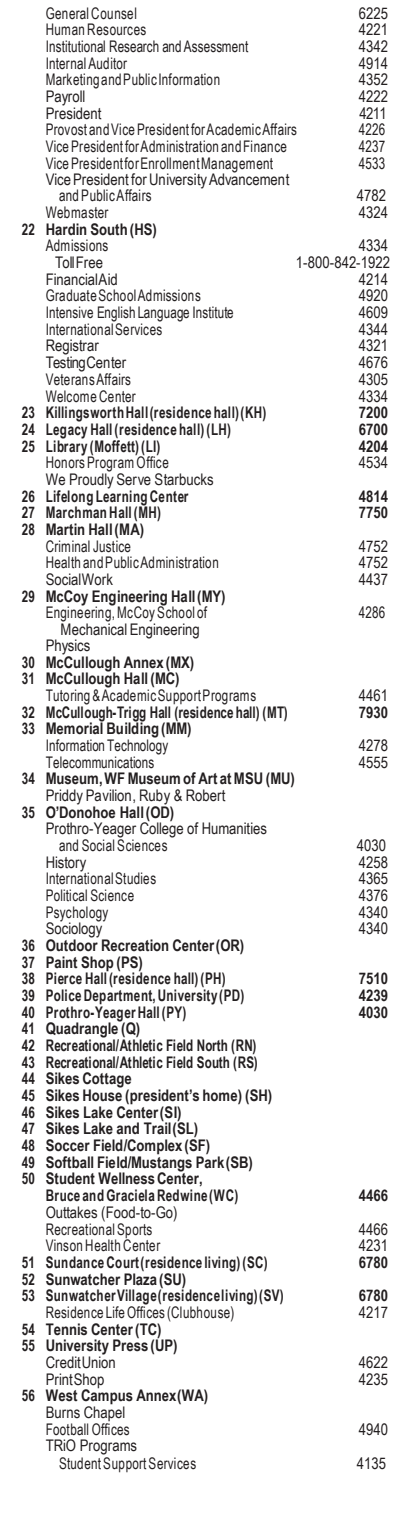 General Counsel 6225
Human Resources 4221
Institutional Research and Assessment 4342
Internal Auditor 4914
Marketing and Public Information 4352
Payroll 4222
President 4211
Provost and Vice President for Academic Affairs 4226
Vice President for Administration and Finance 4237
Vice President for Enrollment Management 4533
Vice President for University Advancement
and Public Affairs 4782
Webmaster 4324
22 Hardin South (HS)
Admissions 4334
Toll Free 1-800-842-1922
Financial Aid 4214
Graduate School Admissions 4920
Intensive English Language Institute 4609
International Services 4344
Registrar 4321
Testing Center 4676
Veterans Affairs 4305
Welcome Center 4334
23 Killingsworth Hall (residence hall) (KH) 7200
24 Legacy Hall (residence hall) (LH) 6700
25 Library (Moffett) (LI) 4204
Honors Program Office 4534
We Proudly Serve Starbucks
26 Lifelong Learning Center 4814
27 Marchman Hall (MH) 7750
28 Martin Hall (MA)
Criminal Justice 4752
Health and Public Administration 4752
Social Work 4437
29 McCoy Engineering Hall (MY)
Engineering, McCoy School of 4286
Mechanical Engineering
Physics
30 McCullough Annex (MX)
31 McCullough Hall (MC)
Tutoring & Academic Support Programs 4461
32 McCullough-Trigg Hall (residence hall) (MT) 7930
33 Memorial Building (MM)
Information Technology 4278
Telecommunications 4555
34 Museum, WF Museum of Art at MSU (MU)
Priddy Pavilion, Ruby & Robert
35 O'Donohoe Hall (OD)
Prothro-Yeager College of Humanities
and Social Sciences 4030
History 4258
International Studies 4365
Political Science 4376
Psychology 4340
Sociology 4340
36 Outdoor Recreation Center (OR)
37 Paint Shop (PS)
38 Pierce Hall (residence hall) (PH) 7510
39 Police Department, University (PD) 4239
40 Prothro-Yeager Hall (PY) 4030
41 Quadrangle (Q)
42 Recreational/Athletic Field North (RN)
43 Recreational/Athletic Field South (RS)
44 Sikes Cottage
45 Sikes House (president's home) (SH)
46 Sikes Lake Center (SI)
47 Sikes Lake and Trail (SL)
48 Soccer Field/Complex (SF)
49 Softball Field/Mustangs Park (SB)
50 Student Wellness Center,
Bruce and Graciela Redwine (WC) 4466
Outtakes (Food-to-Go)
Recreational Sports 4466
Vinson Health Center 4231
51 Sundance Court (residence living) (SC) 6780
52 Sunwatcher Plaza (SU)
53 Sunwatcher Village (residence living) (SV) 6780
Residence Life Offices (Clubhouse) 4217
54 Tennis Center (TC)
55 University Press (UP)
Credit Union 4622
Print Shop 4235
56 West Campus Annex (WA)
Burns Chapel
Football Offices 4940
TRiO Programs
Student Support Services 4135